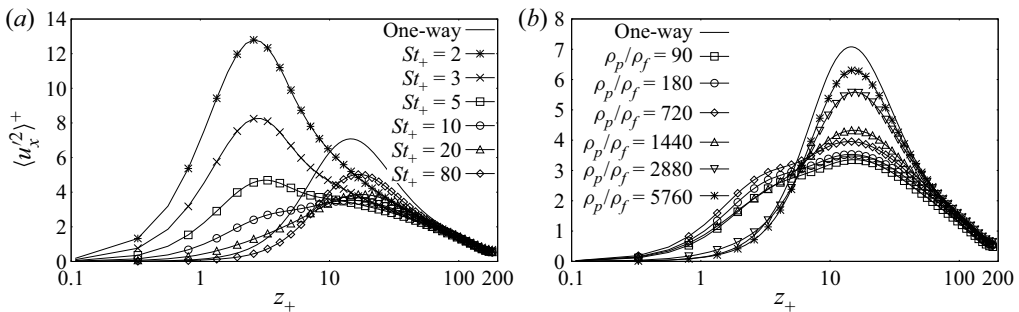 (a)
14
12
10
8
6
4
2
0
⟨u′x²⟩⁺
One-way
St₊ = 2
St₊ = 3
St₊ = 5
St₊ = 10
St₊ = 20
St₊ = 80
0.1 1 10 100 200
z₊
(b)
8
7
6
5
4
3
2
1
0
One-way
ρp/ρf = 90
ρp/ρf = 180
ρp/ρf = 720
ρp/ρf = 1440
ρp/ρf = 2880
ρp/ρf = 5760
0.1 1 10 100 200
z₊